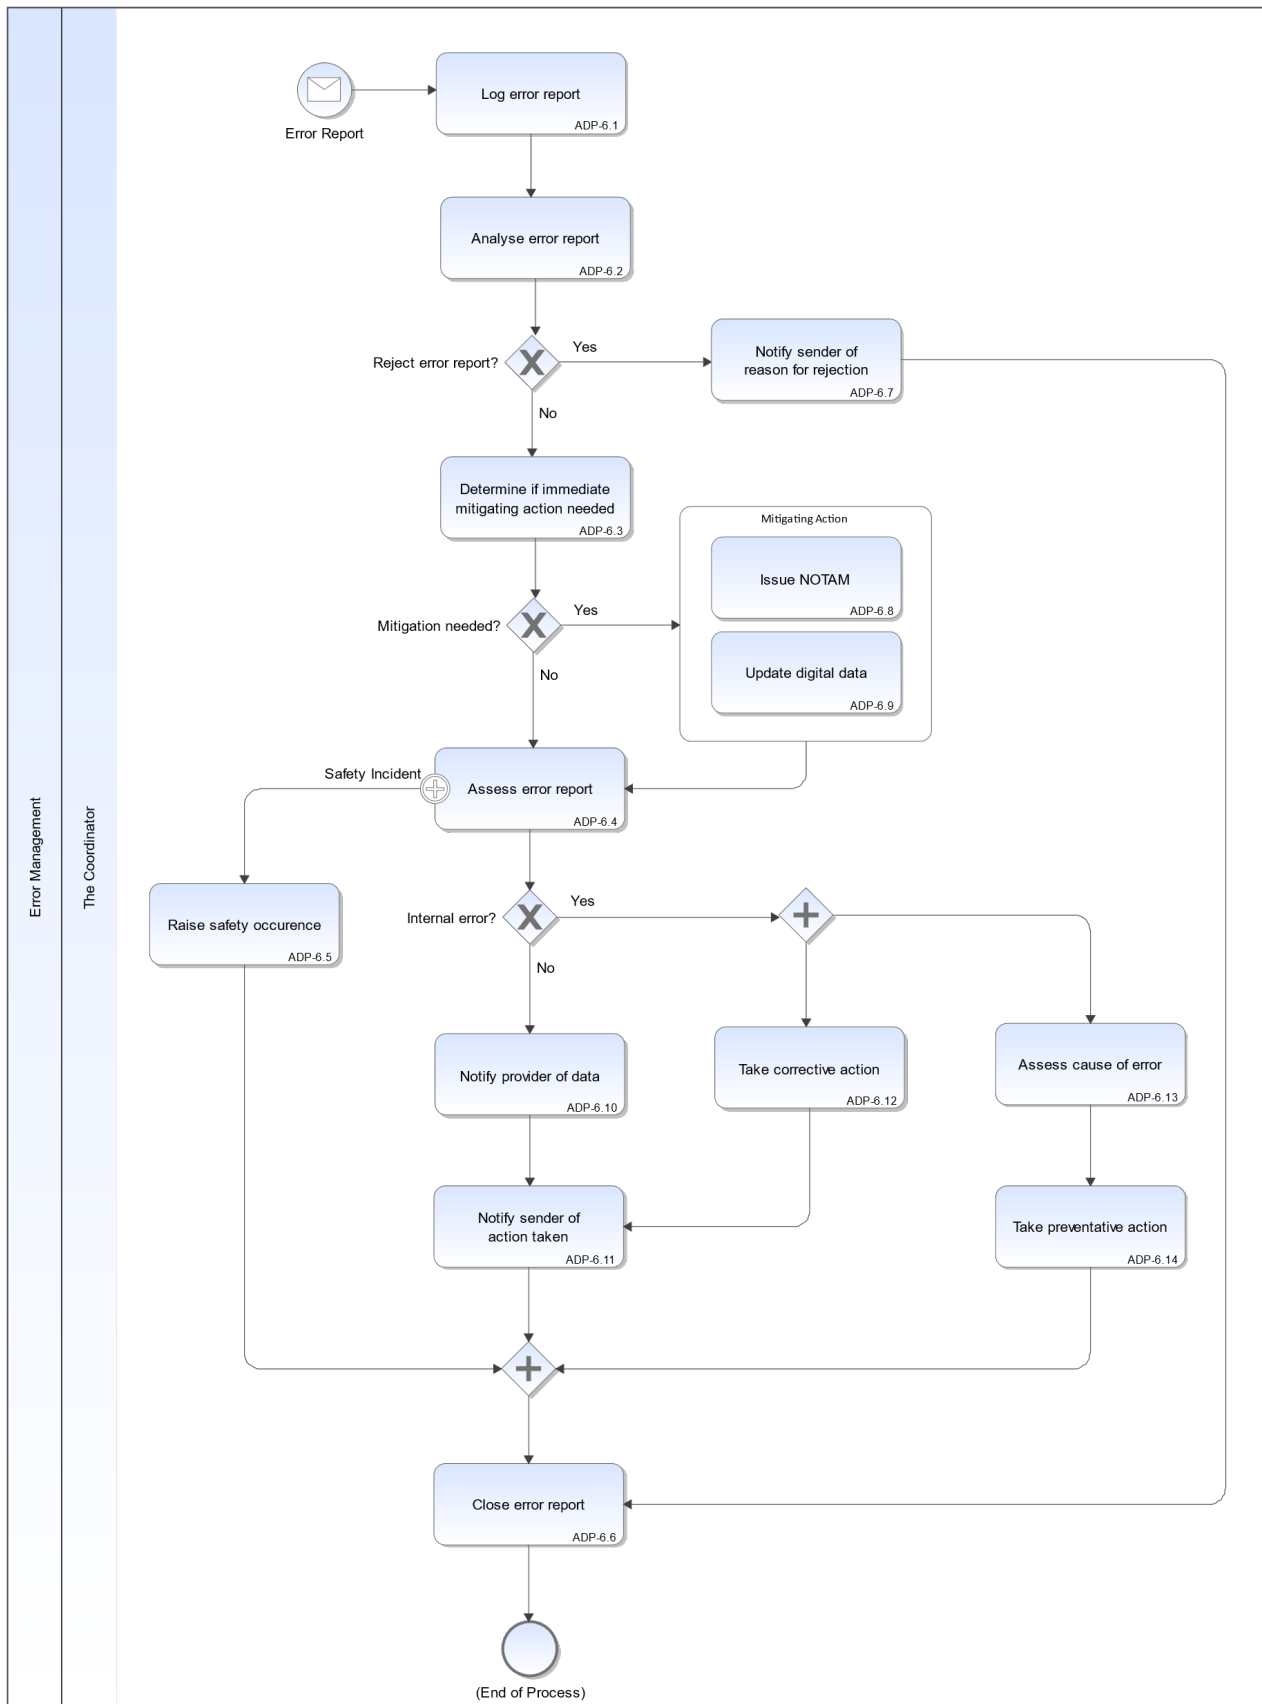 Error Management
The Coordinator
Error Report
Log error report
ADP-6.1
Analyse error report
ADP-6.2
Reject error report?
Yes
No
Notify sender of
reason for rejection
ADP-6.7
Determine if immediate
mitigating action needed
ADP-6.3
Mitigating Action
Issue NOTAM
ADP-6.8
Update digital data
ADP-6.9
Mitigation needed?
Yes
No
Safety Incident
Assess error report
ADP-6.4
Raise safety occurence
ADP-6.5
Internal error?
Yes
No
Notify provider of data
ADP-6.10
Take corrective action
ADP-6.12
Assess cause of error
ADP-6.13
Notify sender of
action taken
ADP-6.11
Take preventative action
ADP-6.14
Close error report
ADP-6.6
(End of Process)